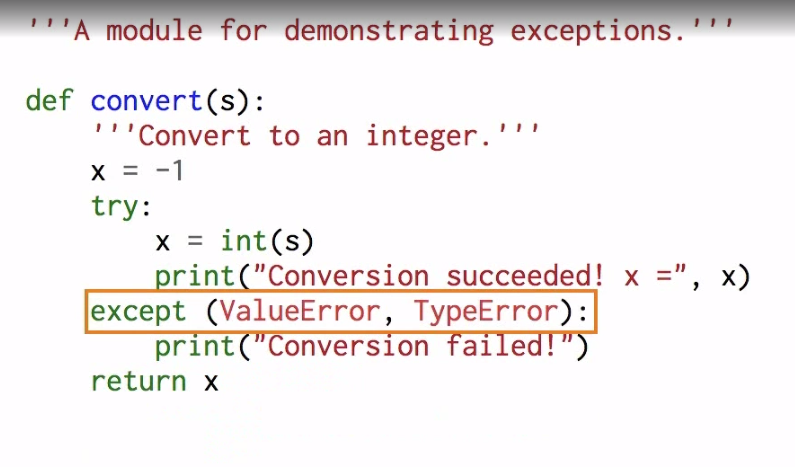 '''A module for demonstrating exceptions.'''
def convert(s):
    '''Convert to an integer.'''
    x = -1
    try:
        x = int(s)
        print("Conversion succeeded! x =", x)
    except (ValueError, TypeError):
        print("Conversion failed!")
    return x